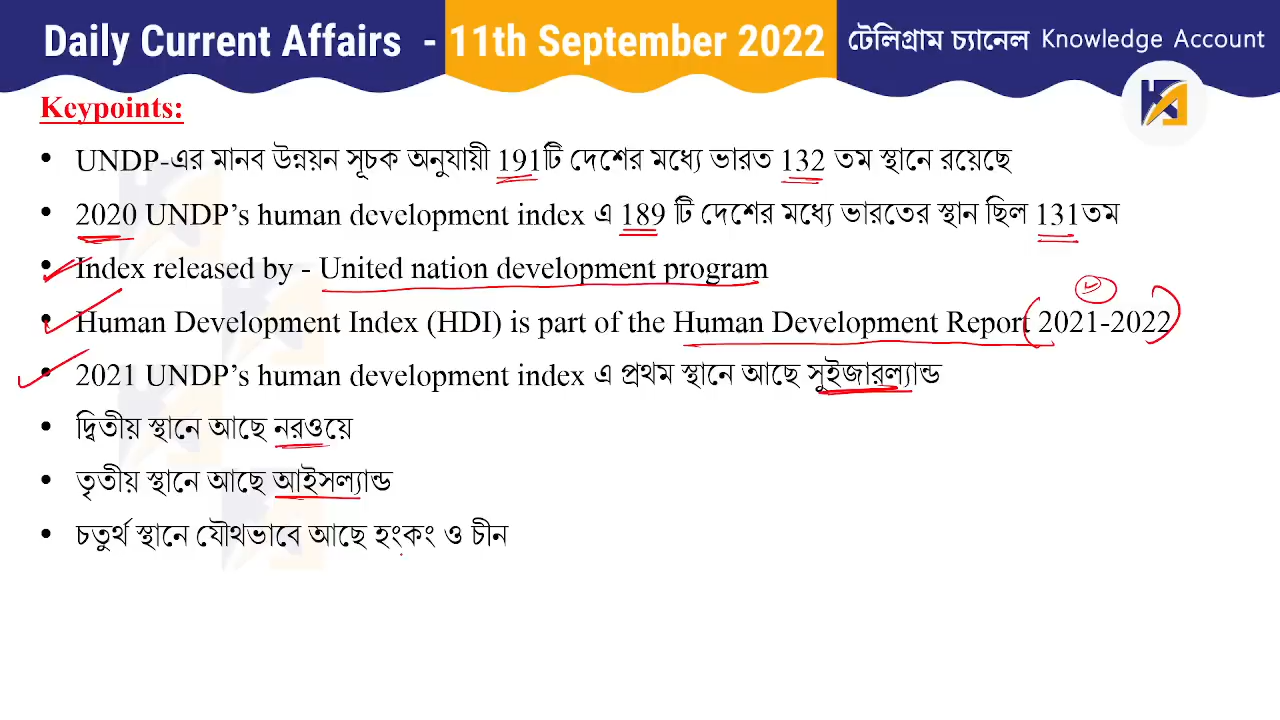 Daily Current Affairs - 11th September 2022 টেলিগ্রাম চ্যানেল Knowledge Account
Keypoints:
• UNDP-এর মানব উন্নয়ন সূচক অনুযায়ী 191টি দেশের মধ্যে ভারত 132 তম স্থানে রয়েছে
• 2020 UNDP’s human development index এ 189 টি দেশের মধ্যে ভারতের স্থান ছিল 131তম
• Index released by - United nation development program
• Human Development Index (HDI) is part of the Human Development Report 2021-2022
• 2021 UNDP’s human development index এ প্রথম স্থানে আছে সুইজারল্যান্ড
• দ্বিতীয় স্থানে আছে নরওয়ে
• তৃতীয় স্থানে আছে আইসল্যান্ড
• চতুর্থ স্থানে যৌথভাবে আছে হংকং ও চীন